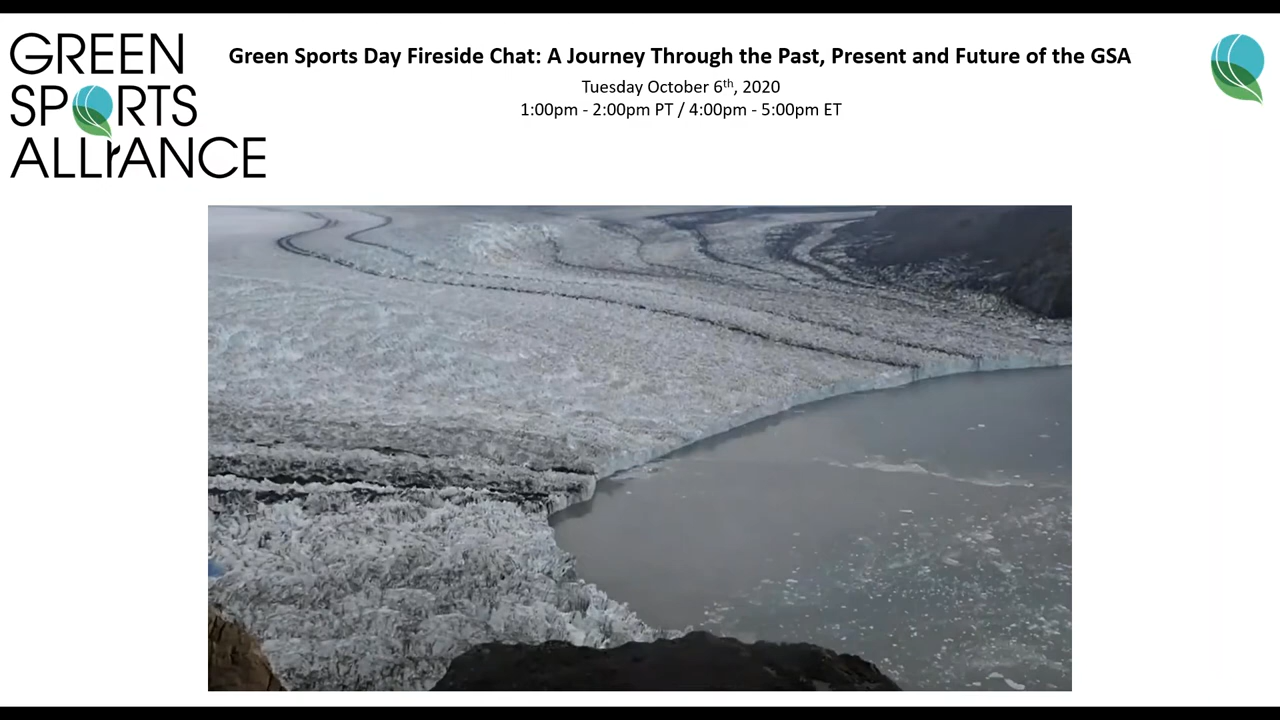 GREEN
SPORTS
ALLIANCE
Green Sports Day Fireside Chat: A Journey Through the Past, Present and Future of the GSA
Tuesday October 6th, 2020
1:00pm - 2:00pm PT / 4:00pm - 5:00pm ET